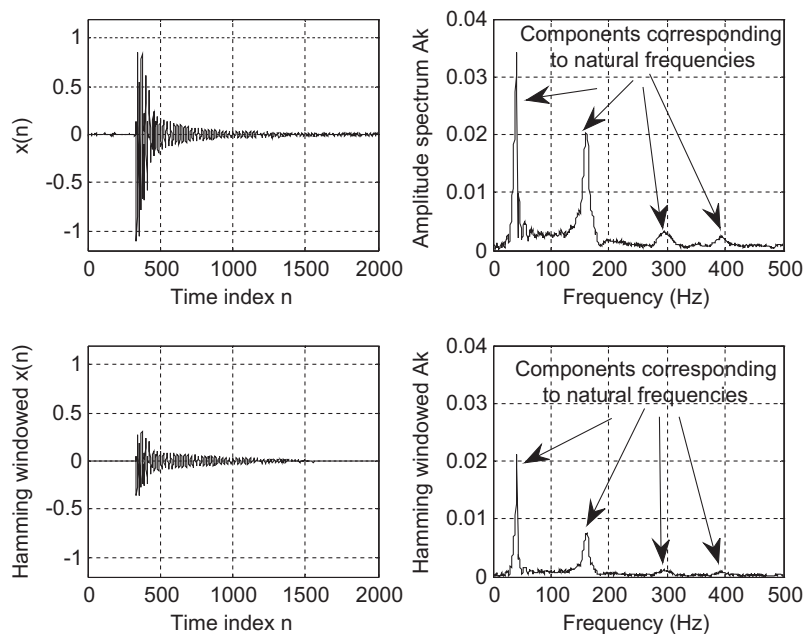 1
0.5
0
-0.5
-1
x(n)
0 500 1000 1500 2000
Time index n
0.04
0.03
0.02
0.01
0
Amplitude spectrum Ak
Components corresponding
to natural frequencies
0 100 200 300 400 500
Frequency (Hz)
1
0.5
0
-0.5
-1
Hamming windowed x(n)
0 500 1000 1500 2000
Time index n
0.04
0.03
0.02
0.01
0
Hamming windowed Ak
Components corresponding
to natural frequencies
0 100 200 300 400 500
Frequency (Hz)